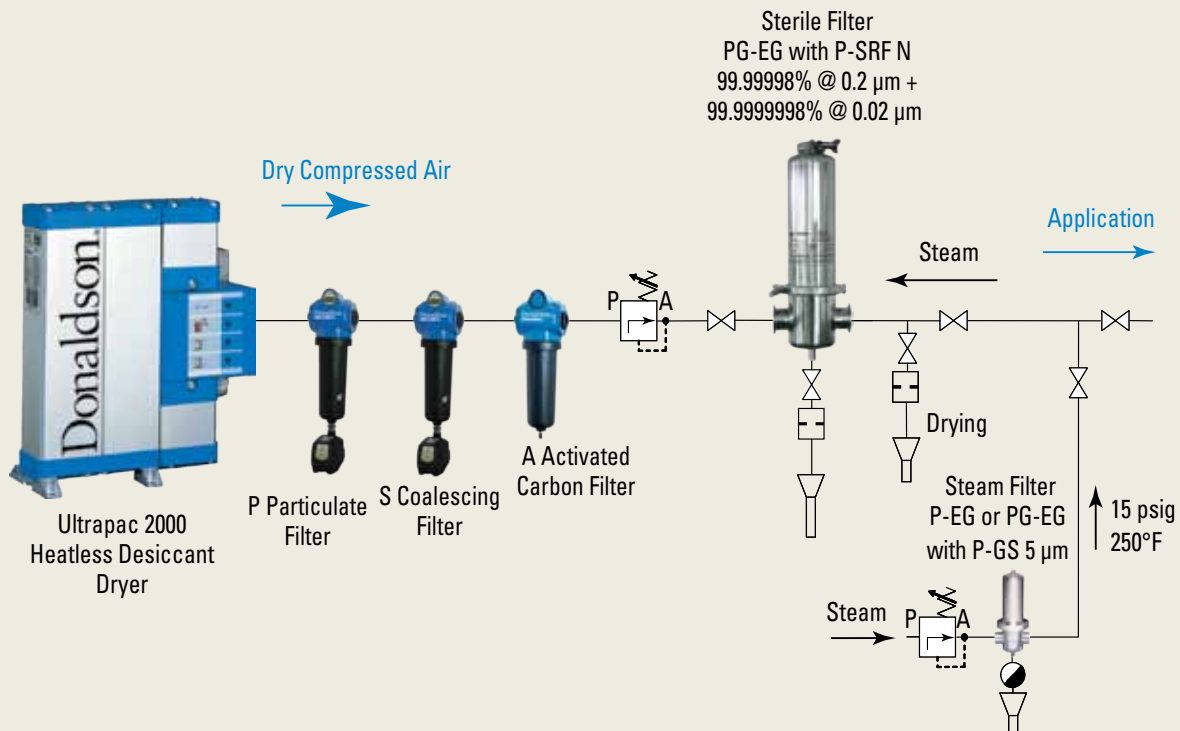 Sterile Filter
PG-EG with P-SRF N
99.99998% @ 0.2 µm +
99.9999998% @ 0.02 µm
Dry Compressed Air
Application
Steam
Donaldson.
P A
Drying
P Particulate
Filter
S Coalescing
Filter
A Activated
Carbon Filter
Ultrapac 2000
Heatless Desiccant
Dryer
Steam Filter
P-EG or PG-EG
with P-GS 5 µm
15 psig
250°F
Steam
P A